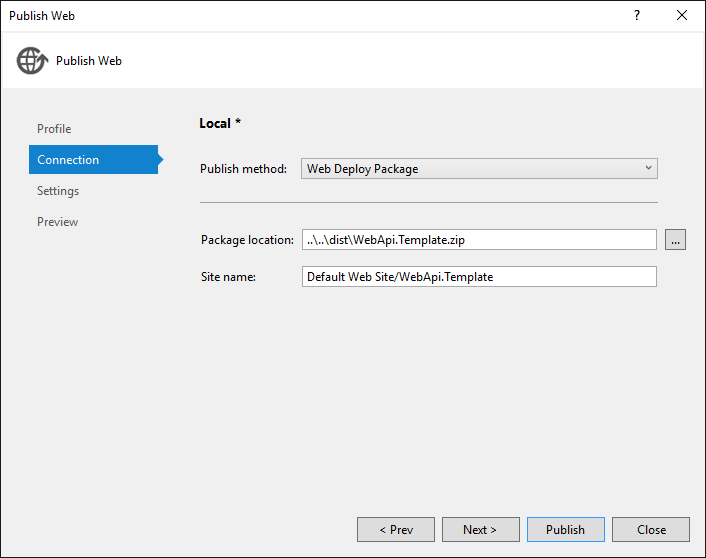 Publish Web
?
Publish Web
Profile
Connection
Settings
Preview
Local *
Publish method: Web Deploy Package
Package location: ..\..\dist\WebApi.Template.zip ...
Site name: Default Web Site/WebApi.Template
< Prev Next > Publish Close